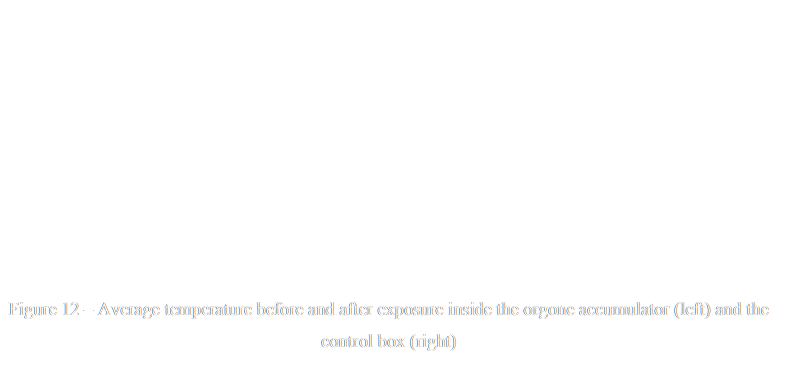 Figure 12 – Average temperature before and after exposure inside the orgone accumulator (left) and the
control box (right)